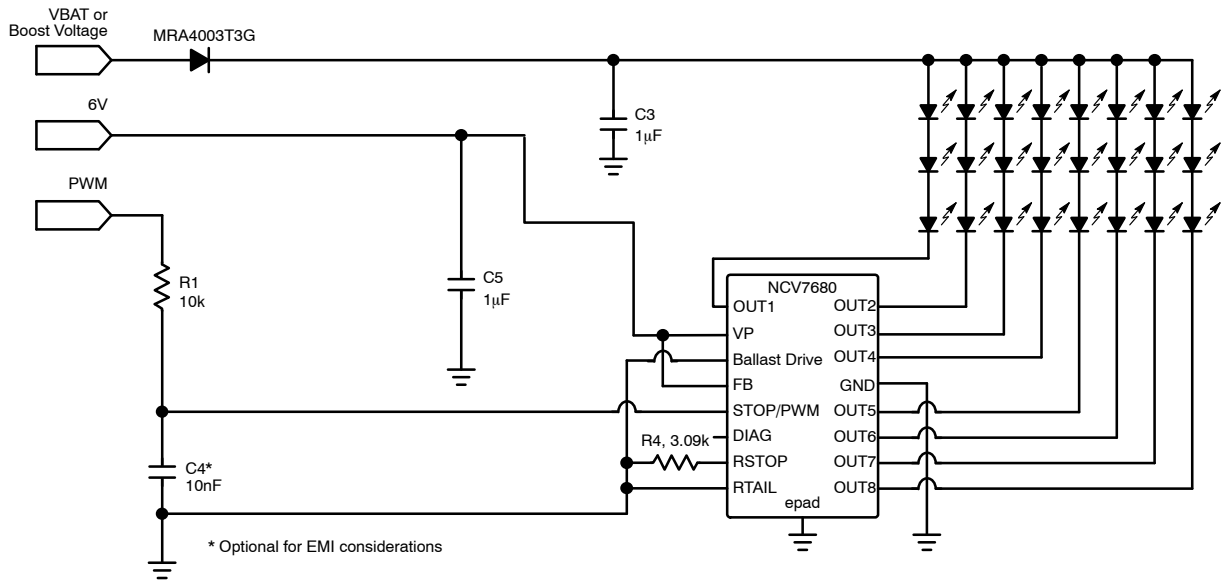 VBAT or
Boost Voltage
MRA4003T3G
6V
C3
1μF
PWM
R1
10k
C5
1μF
NCV7680
OUT1
OUT2
VP
OUT3
Ballast Drive
OUT4
FB
GND
STOP/PWM
OUT5
DIAG
OUT6
R4, 3.09k
RSTOP
OUT7
RTAIL
OUT8
epad
C4*
10nF
* Optional for EMI considerations